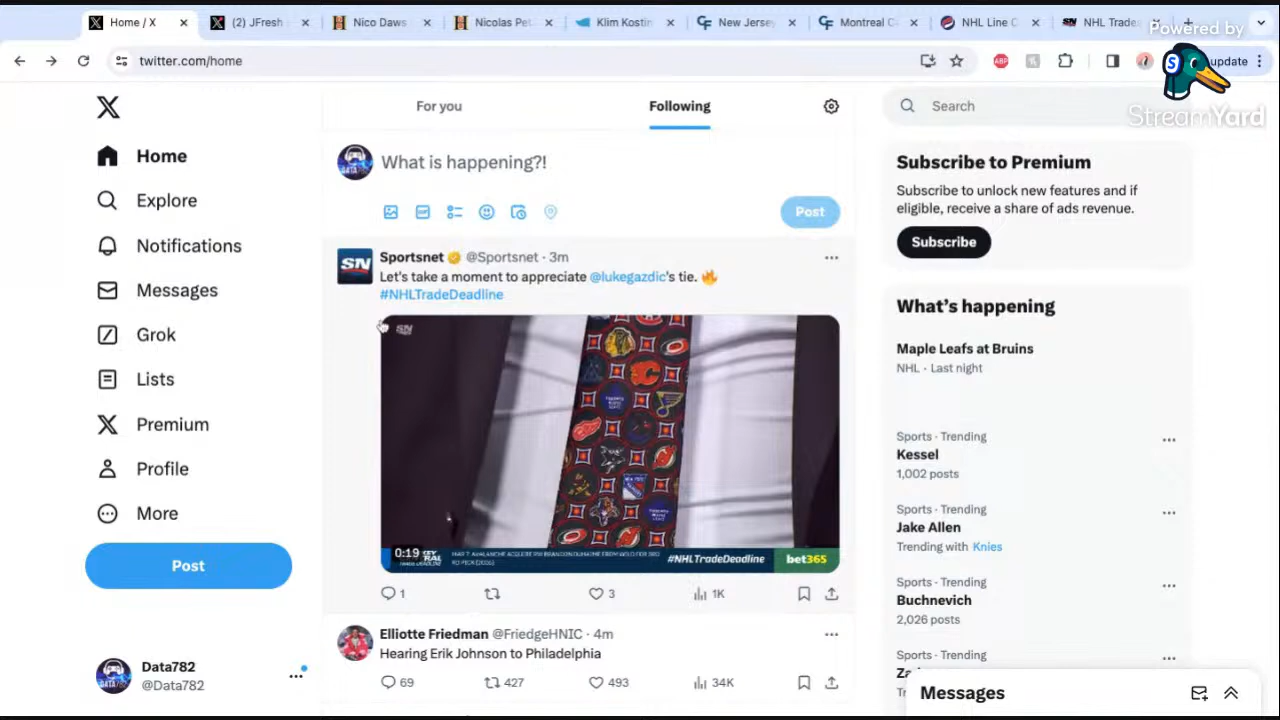 Home / X
(2) JFresh
Nico Daws
Nicolas Pet
Klim Kostin
New Jersey
Montreal C
NHL Line C
NHL Trade
Powered by
StreamYard
twitter.com/home
update
For you
Following
Search
What is happening?!
Post
Home
Explore
Notifications
Messages
Grok
Lists
Premium
Profile
More
Post
Data782
@Data782
Sportsnet @Sportsnet · 3m
Let's take a moment to appreciate @lukegazdic's tie. 🔥
#NHLTradeDeadline
SN
SN
0:19
#NHLTradeDeadline
bet365
1
3
1K
Elliotte Friedman @FriedgeHNIC · 4m
Hearing Erik Johnson to Philadelphia
69
427
493
34K
Subscribe to Premium
Subscribe to unlock new features and if
eligible, receive a share of ads revenue.
Subscribe
What's happening
Maple Leafs at Bruins
NHL · Last night
Sports · Trending
Kessel
1,002 posts
Sports · Trending
Jake Allen
Trending with Knies
Sports · Trending
Buchnevich
2,026 posts
Sports · Trending
Messages